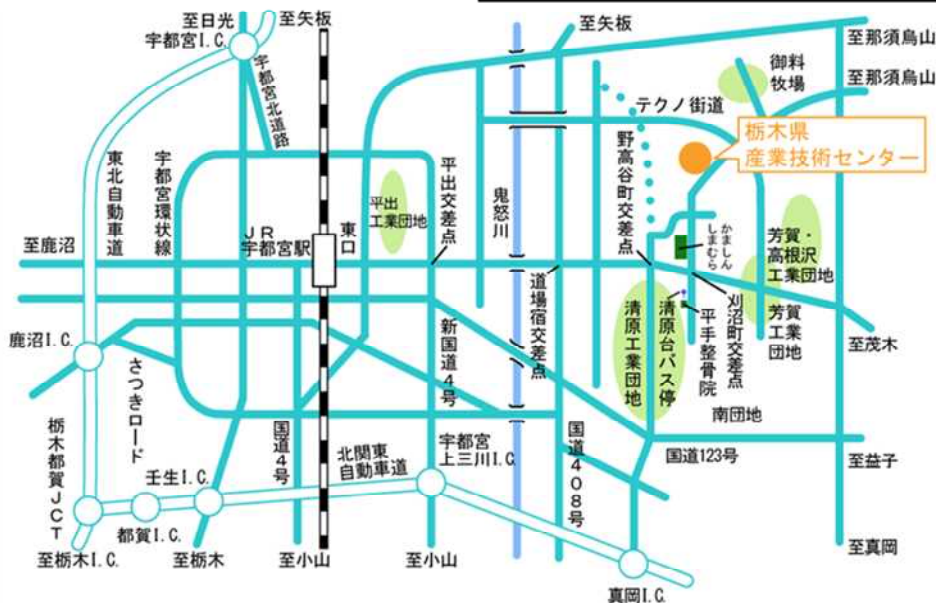 至日光
至矢板
宇都宮I.C.
宇都宮北道路
至矢板
至那須烏山
御料
牧場
至那須烏山
テクノ街道
栃木県
産業技術センター
東北自動車道
宇都宮環状線
平出
工業団地
平出交差点
鬼怒川
野高谷町交差点
至鹿沼
JR
宇都宮駅
東口
かましん
しまむら
芳賀・
高根沢
工業団地
道場宿交差点
清原工業団地
清原台バス停
平手整骨院
刈沼町交差点
芳賀
工業
団地
至茂木
鹿沼I.C.
さつきロード
新国道4号
南団地
栃木都賀JCT
国道4号
北関東
自動車道
宇都宮
上三川I.C.
国道408号
国道123号
至益子
壬生I.C.
都賀I.C.
至栃木I.C.
至栃木
至小山
至小山
真岡I.C.
至真岡